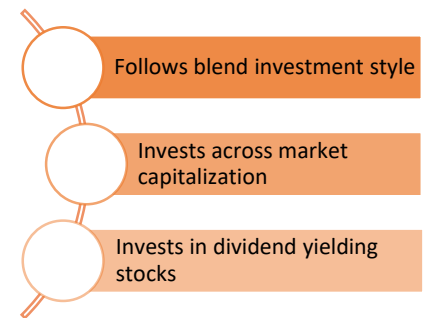 Follows blend investment style
Invests across market
capitalization
Invests in dividend yielding
stocks